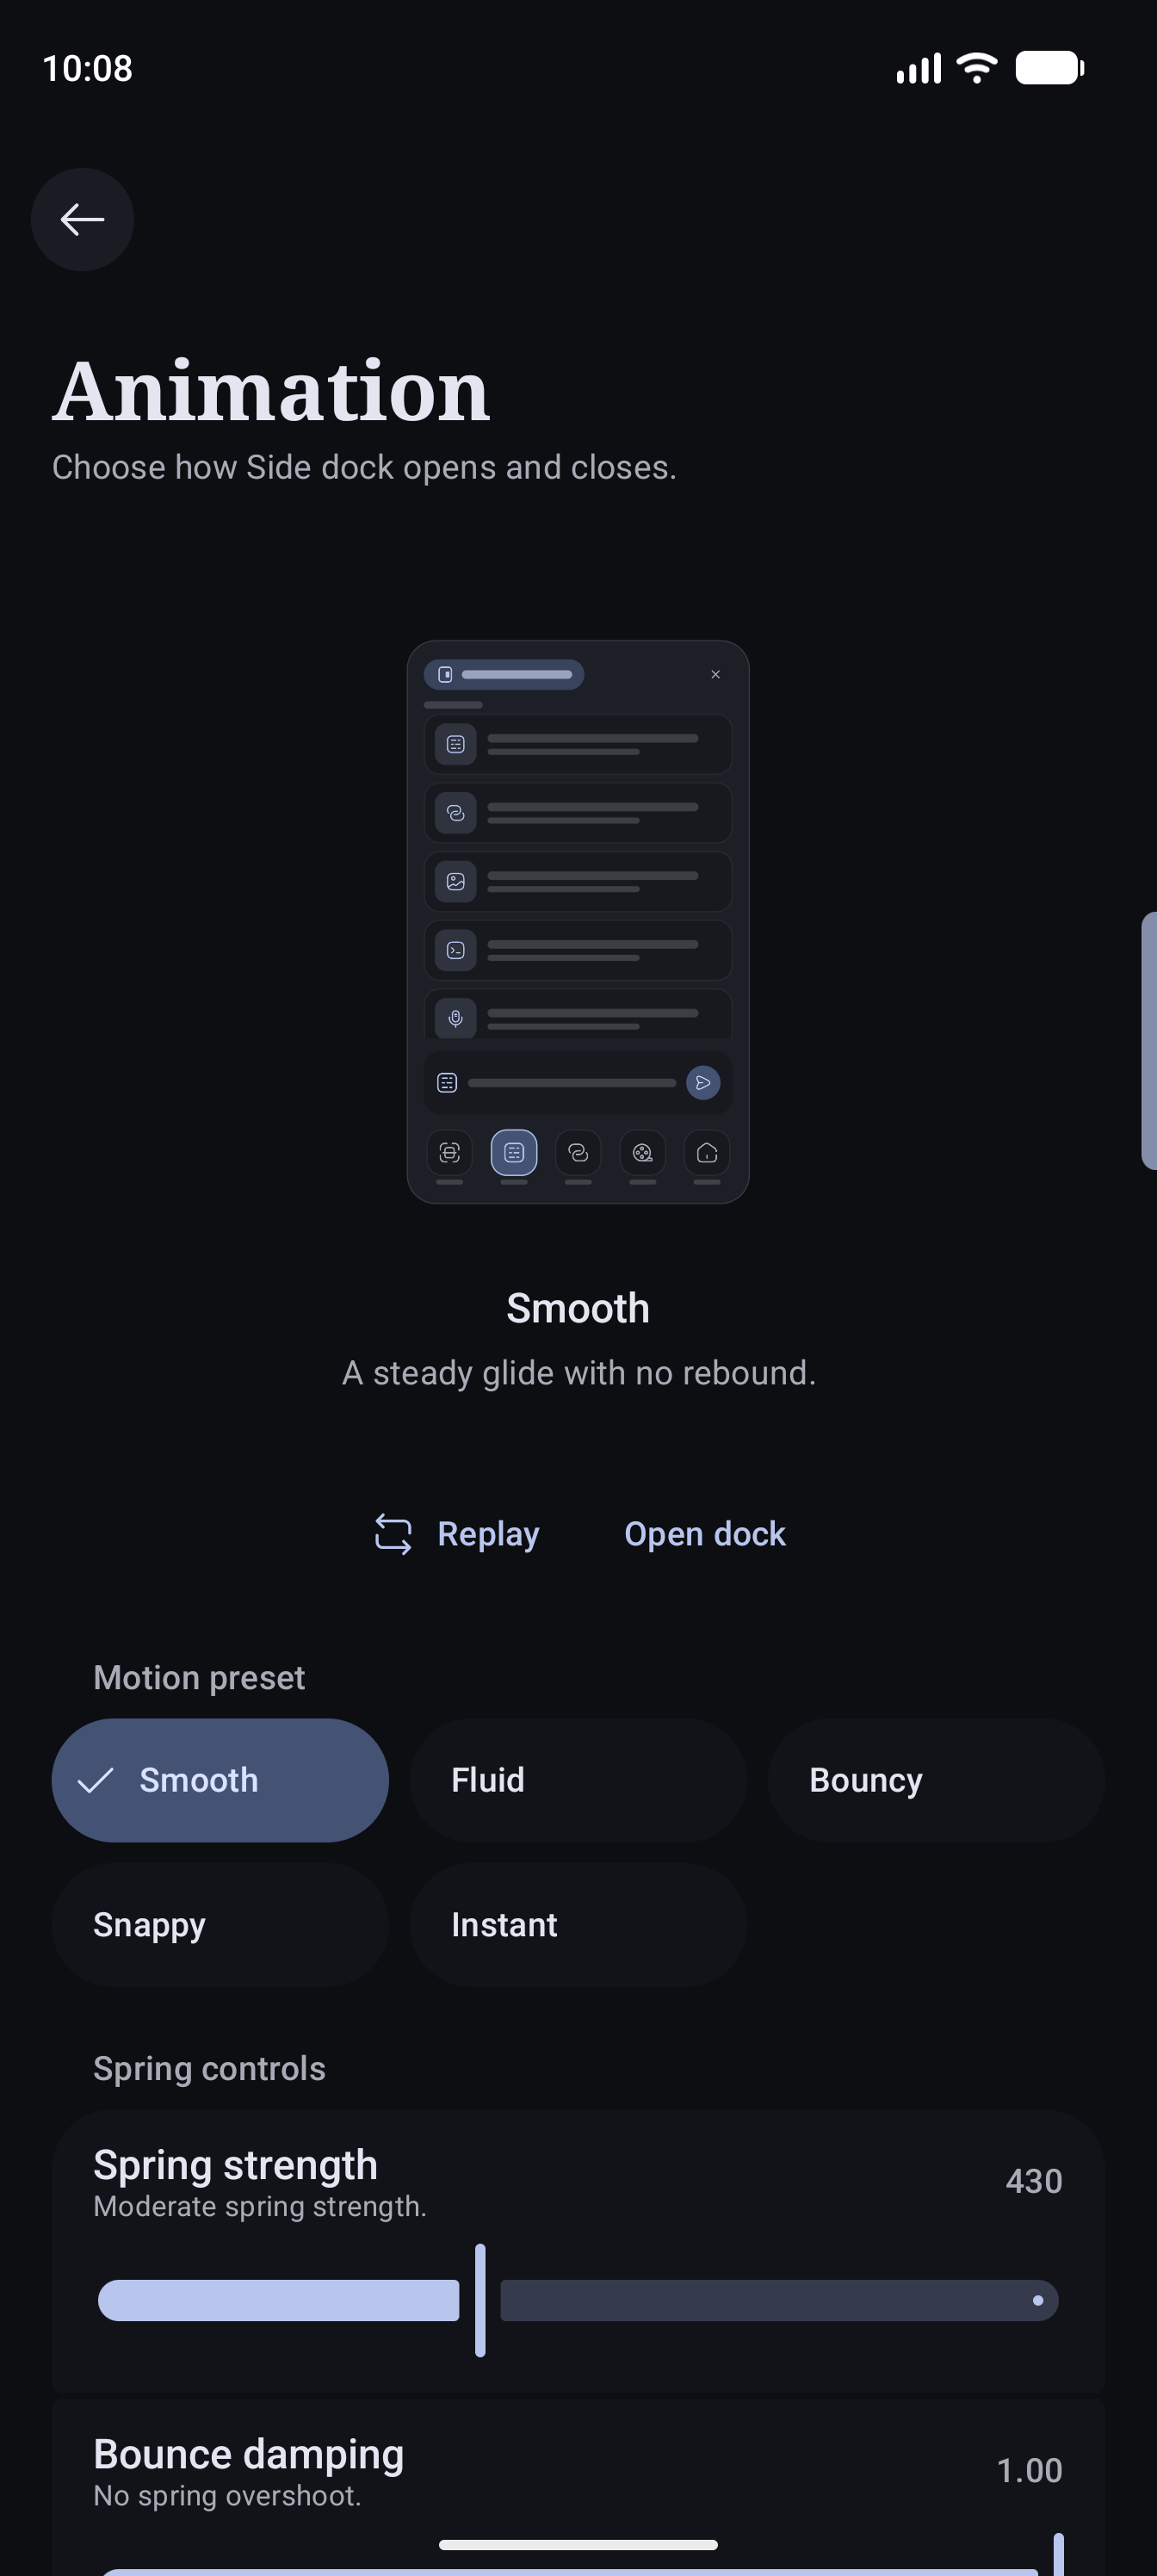 10:08
Animation
Choose how Side dock opens and closes.
Smooth
A steady glide with no rebound.
Replay
Open dock
Motion preset
Smooth
Fluid
Bouncy
Snappy
Instant
Spring controls
Spring strength
430
Moderate spring strength.
Bounce damping
1.00
No spring overshoot.